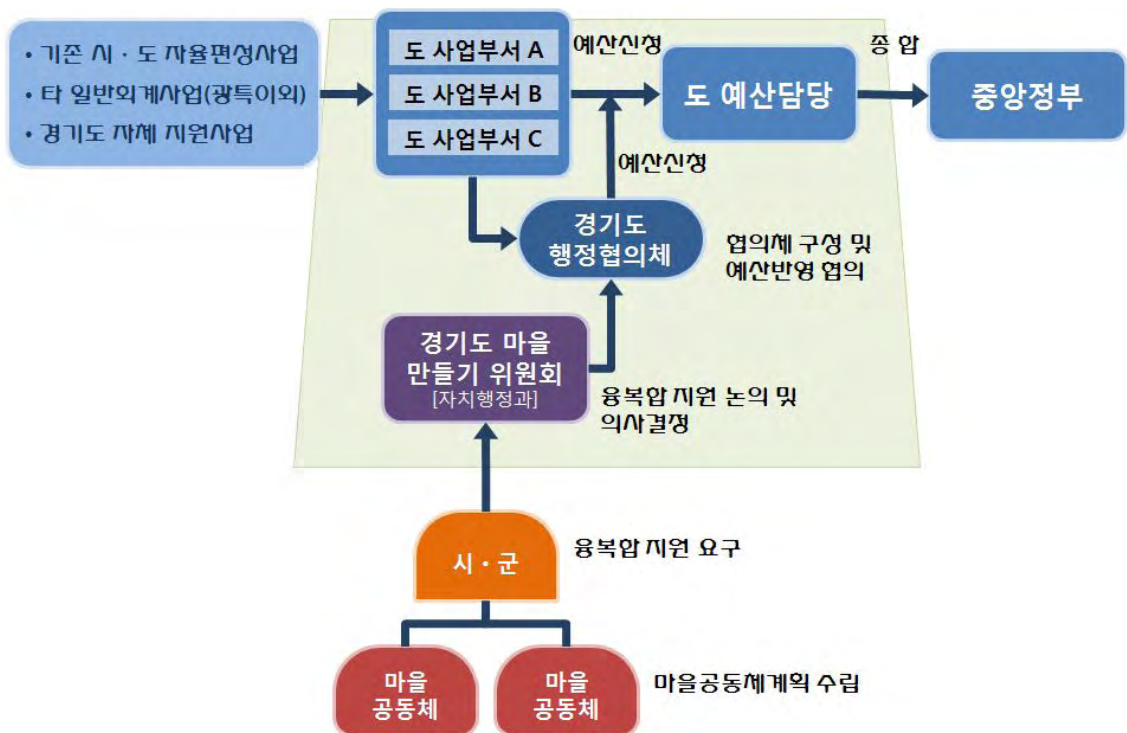 • 기존 시 · 도 자율편성사업
• 타 일반회계사업(광특이외)
• 경기도 자체 지원사업
도 사업부서 A
도 사업부서 B
도 사업부서 C
예산신청
도 예산담당
종 합
중앙정부
예산신청
경기도
행정협의체
협의체 구성 및
예산반영 협의
경기도 마을
만들기 위원회
[자치행정과]
융복합 지원 논의 및
의사결정
시 · 군
융복합 지원 요구
마을
공동체
마을
공동체
마을공동체계획 수립